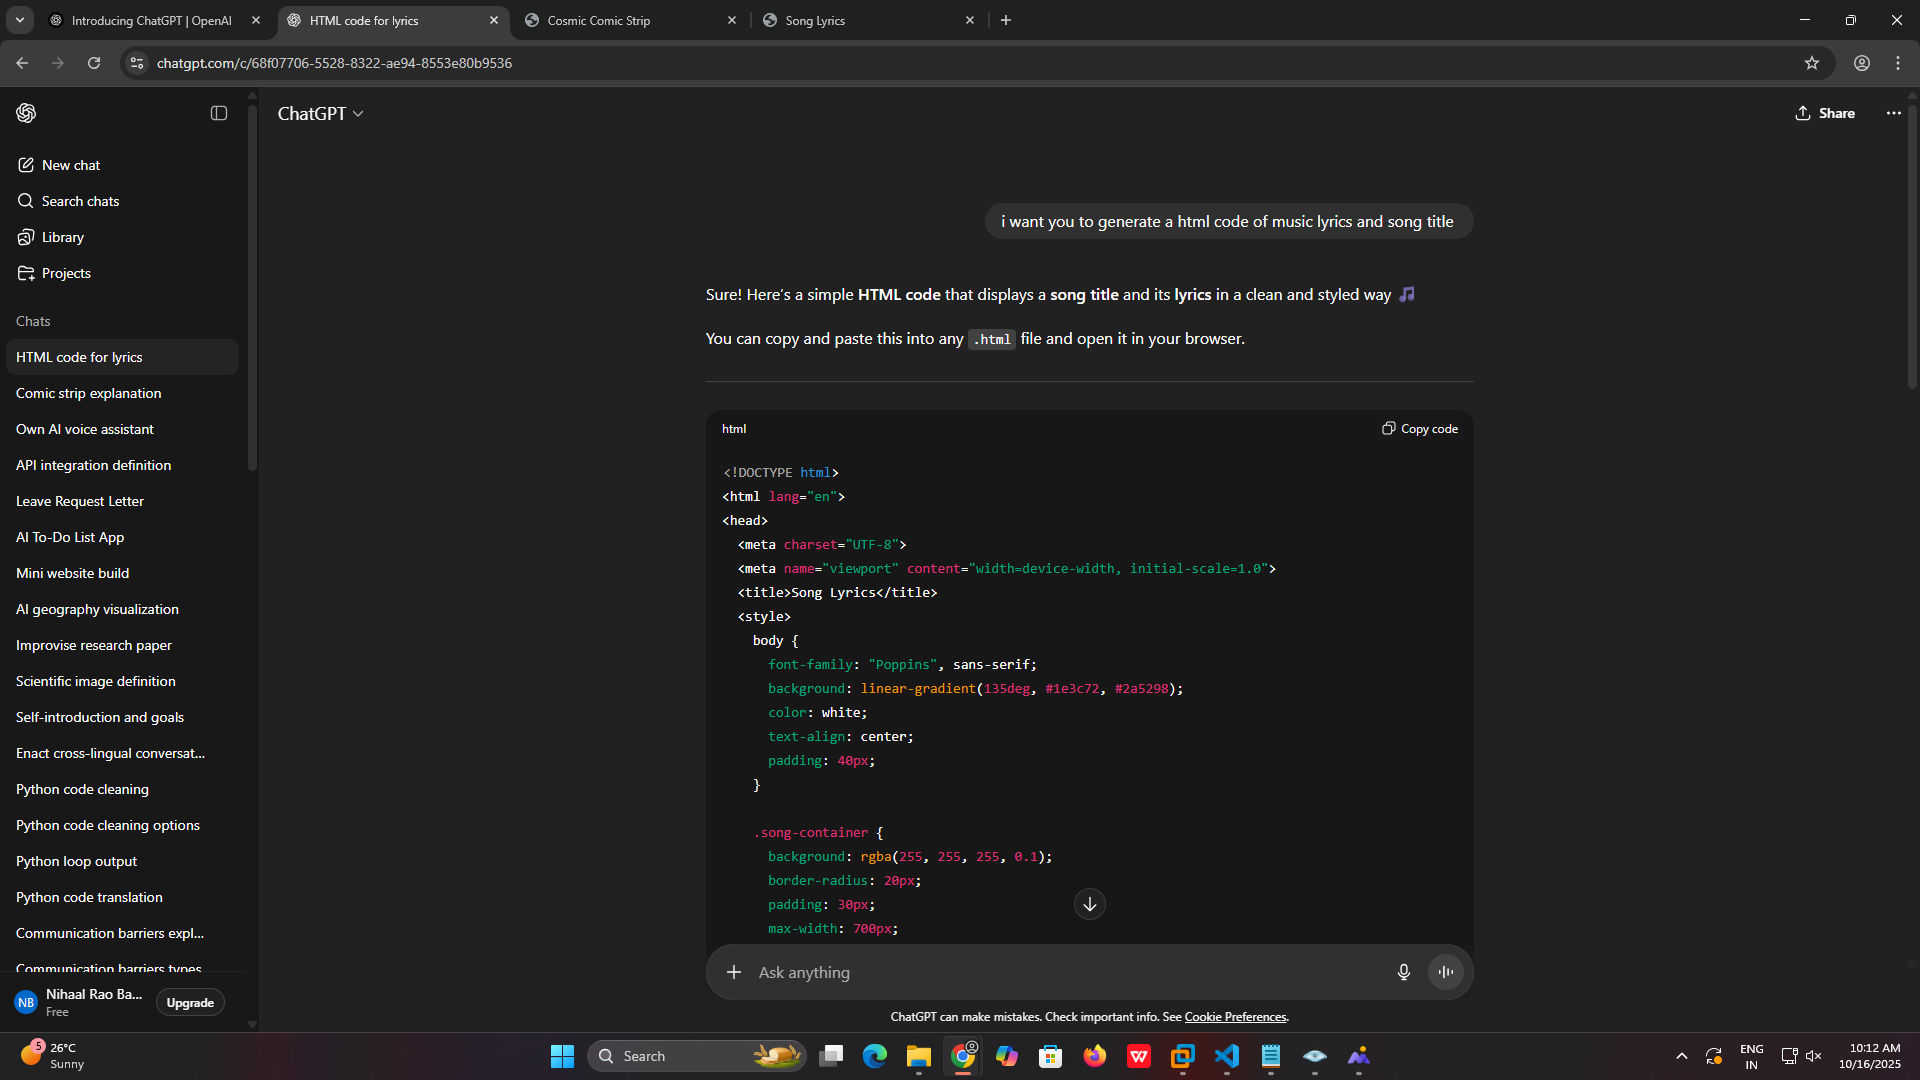 Introducing ChatGPT | OpenAI
HTML code for lyrics
Cosmic Comic Strip
Song Lyrics
chatgpt.com/c/68f07706-5528-8322-ae94-8553e80b9536
ChatGPT
Share
New chat
Search chats
Library
Projects
Chats
HTML code for lyrics
Comic strip explanation
Own AI voice assistant
API integration definition
Leave Request Letter
AI To-Do List App
Mini website build
AI geography visualization
Improvise research paper
Scientific image definition
Self-introduction and goals
Enact cross-lingual conversat...
Python code cleaning
Python code cleaning options
Python loop output
Python code translation
Communication barriers expl...
Communication barriers types
NB
Nihaal Rao Ba...
Free
Upgrade
i want you to generate a html code of music lyrics and song title
Sure! Here’s a simple HTML code that displays a song title and its lyrics in a clean and styled way 🎵
You can copy and paste this into any .html file and open it in your browser.
html
Copy code
<!DOCTYPE html>
<html lang="en">
<head>
  <meta charset="UTF-8">
  <meta name="viewport" content="width=device-width, initial-scale=1.0">
  <title>Song Lyrics</title>
  <style>
    body {
      font-family: "Poppins", sans-serif;
      background: linear-gradient(135deg, #1e3c72, #2a5298);
      color: white;
      text-align: center;
      padding: 40px;
    }
    .song-container {
      background: rgba(255, 255, 255, 0.1);
      border-radius: 20px;
      padding: 30px;
      max-width: 700px;
Ask anything
ChatGPT can make mistakes. Check important info. See Cookie Preferences.
5
26°C
Sunny
Search
W
ENG
IN
10:12 AM
10/16/2025